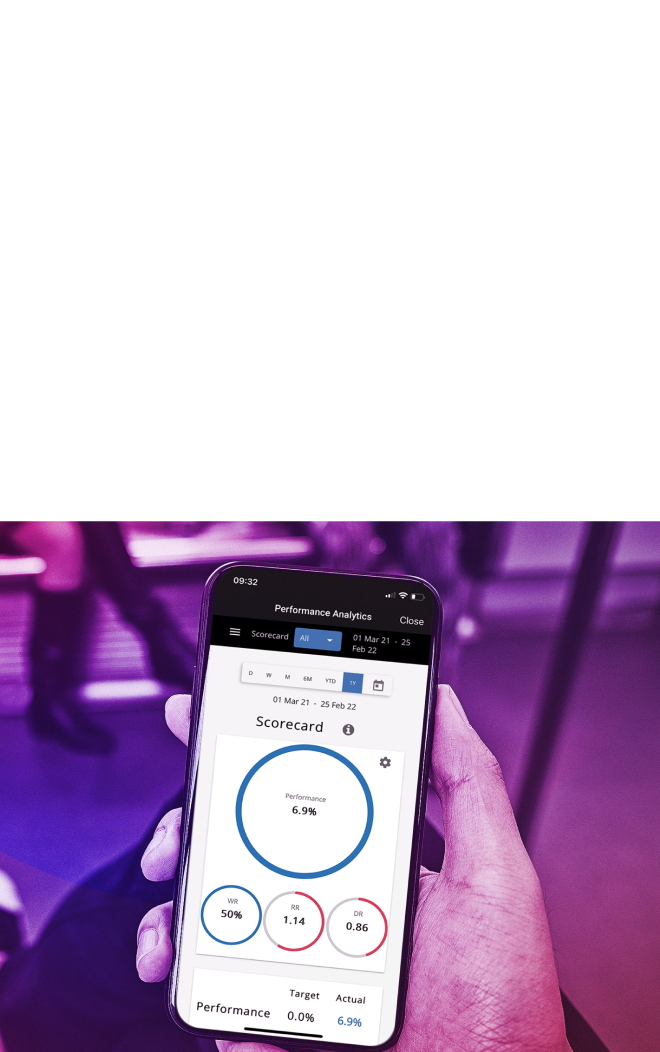 09:32
Performance Analytics Close
Scorecard All 01 Mar 21 - 25
Feb 22
D W M 6M YTD 1Y
01 Mar 21 - 25 Feb 22
Scorecard
Performance
6.9%
WR RR DR
50% 1.14 0.86
Target Actual
Performance 0.0% 6.9%